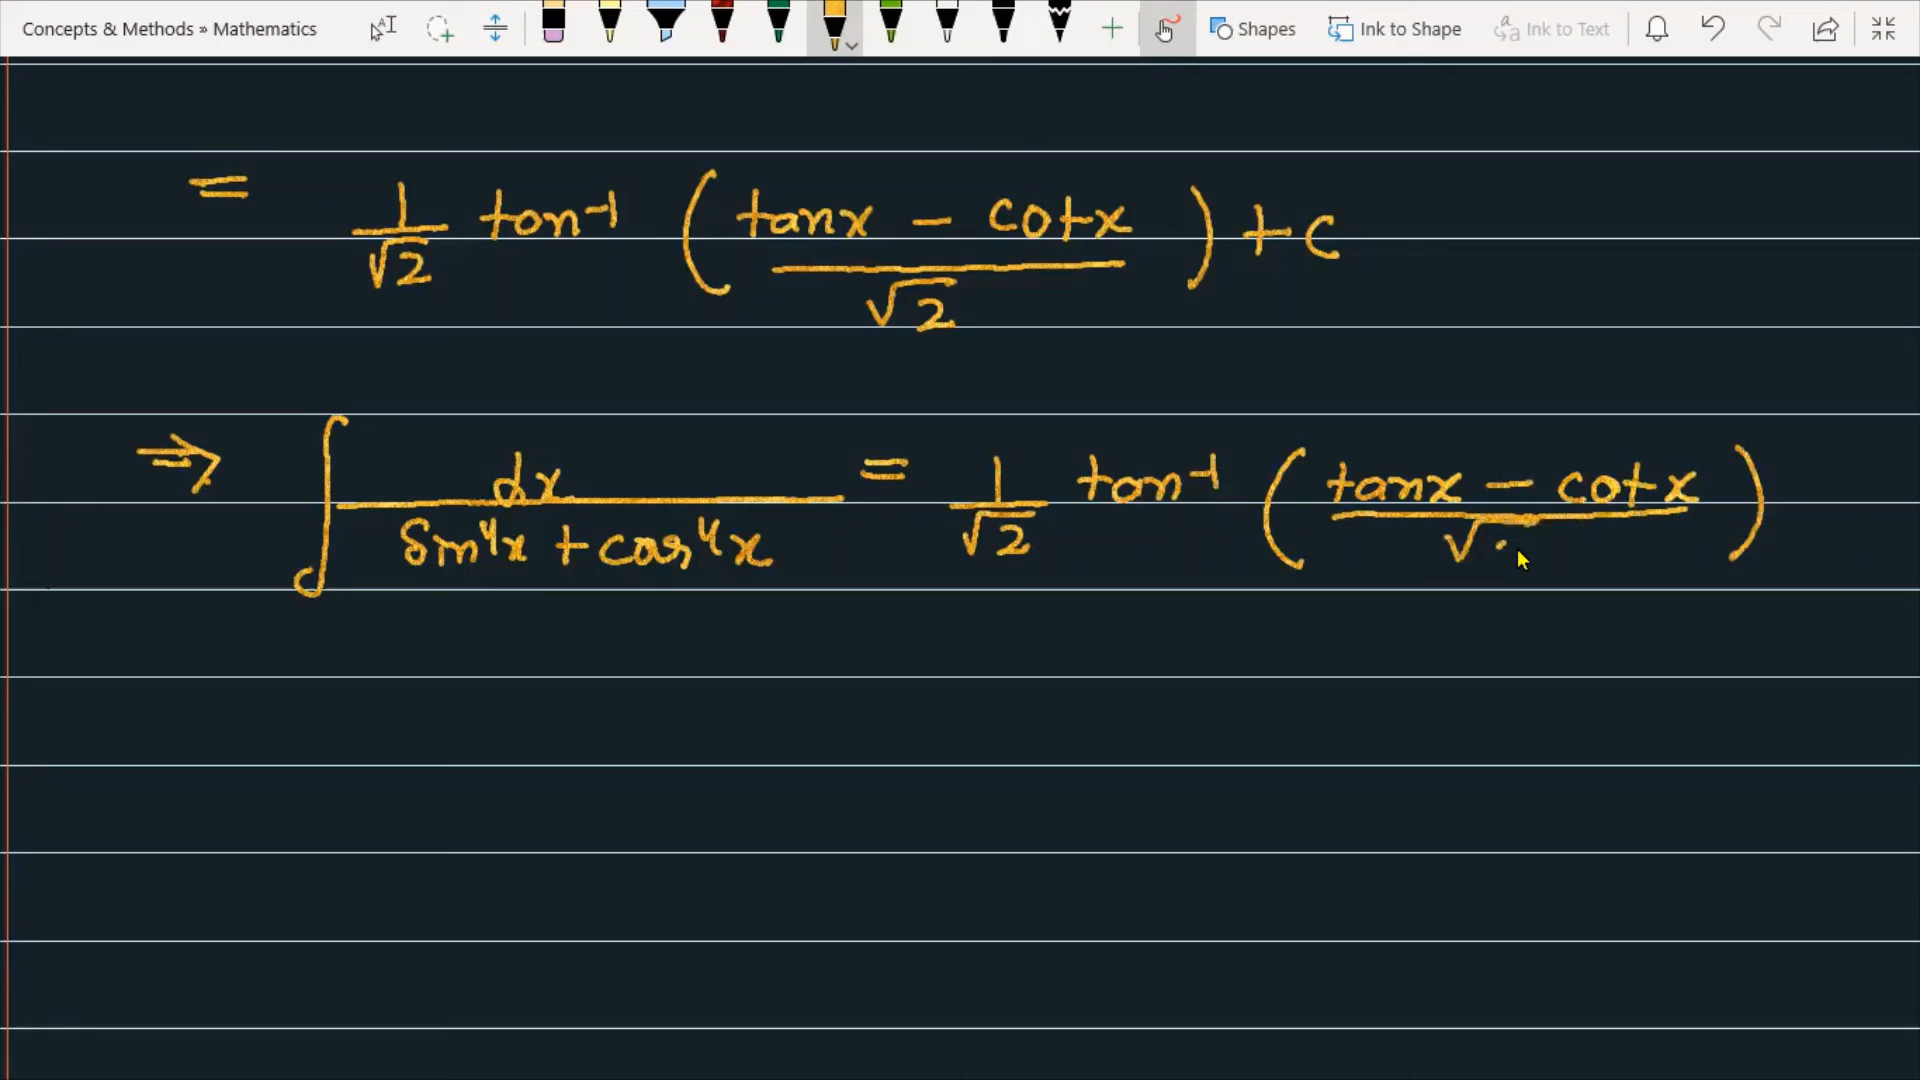 Concepts & Methods » Mathematics Shapes Ink to Shape Ink to Text
= 1/√2 tan⁻¹ ( (tanx − cotx)/√2 ) + c
⇒ ∫ dx/(sin⁴x + cos⁴x) = 1/√2 tan⁻¹ ( (tanx − cotx)/√ )